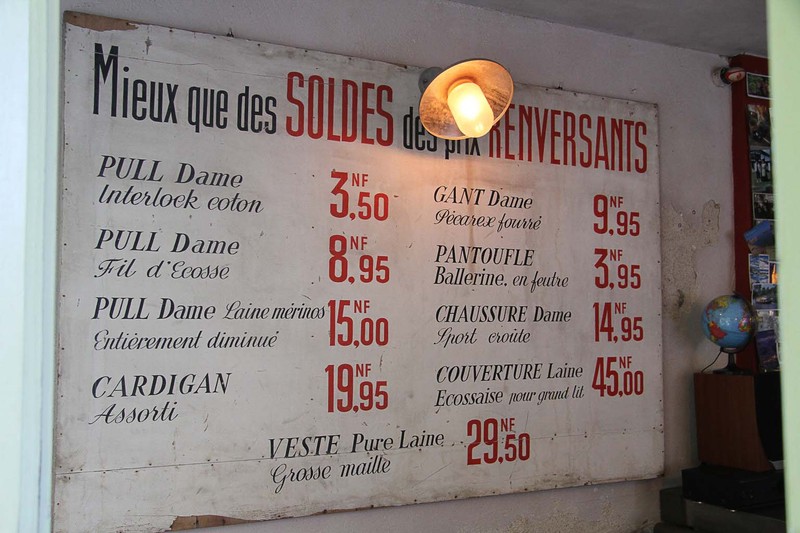 Mieux que des SOLDES des prix RENVERSANTS
PULL Dame
Interlock coton
3,50 NF
PULL Dame
Fil d'Ecosse
8,95 NF
PULL Dame Laine mérinos
Entièrement diminué
15,00 NF
CARDIGAN
Assorti
19,95 NF
GANT Dame
Pécarex fourré
9,95 NF
PANTOUFLE
Ballerine. en feutre
3,95 NF
CHAUSSURE Dame
Sport croûte
14,95 NF
COUVERTURE Laine
Ecossaise pour grand lit
45,00 NF
VESTE Pure Laine
Grosse maille
29,50 NF